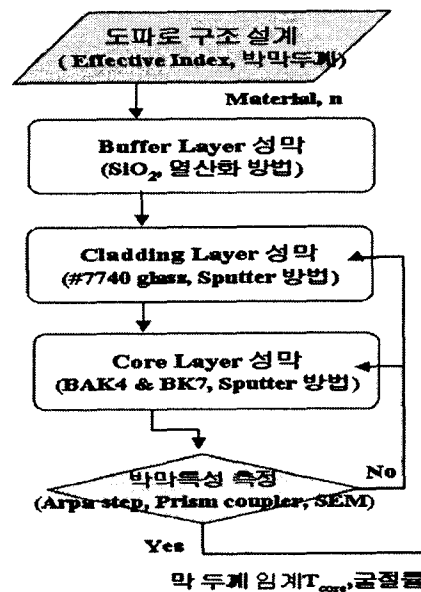 도파로 구조 설계
( Effective Index, 박막두께)
Material, n
Buffer Layer 성막
(SiO₂, 열산화 방법)
Cladding Layer 성막
(#7740 glass, Sputter 방법)
Core Layer 성막
(BAK4 & BK7, Sputter 방법)
박막특성 측정
(Arpa step, Prism coupler, SEM)
No
Yes
막 두께 임계T_core,굴절률